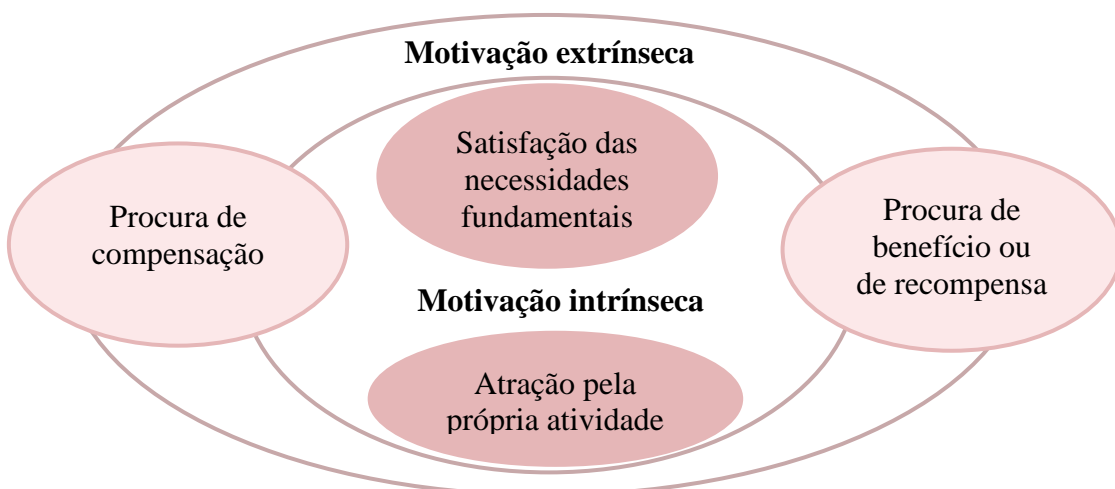 Motivação extrínseca
Satisfação das
necessidades
fundamentais
Procura de
compensação
Procura de
benefício ou
de recompensa
Motivação intrínseca
Atração pela
própria atividade